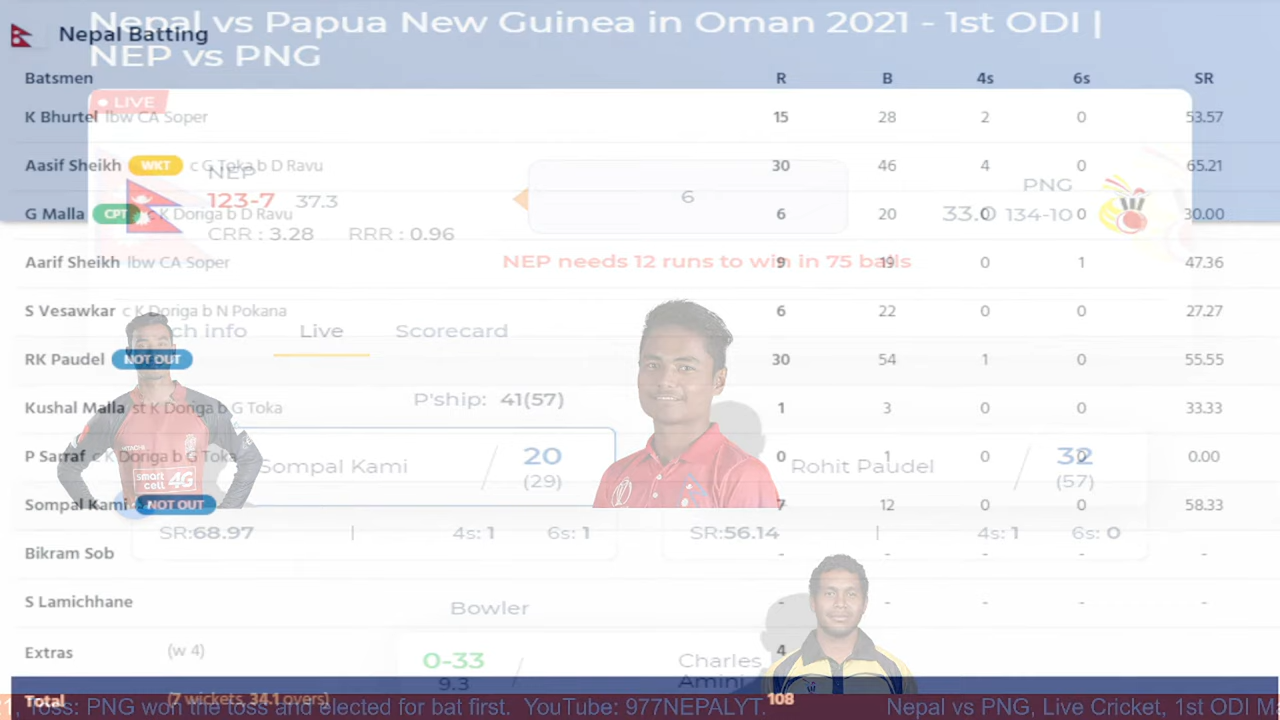 Nepal vs Papua New Guinea in Oman 2021 - 1st ODI |
NEP vs PNG
Nepal Batting
Batsmen R B 4s 6s SR
LIVE
K Bhurtel lbw CA Soper 15 28 2 0 53.57
Aasif Sheikh WKT c G Toka b D Ravu 30 46 4 0 65.21
NEP
123-7 37.3
6
PNG
33.0 134-10
G Malla CPT c K Doriga b D Ravu 6 20 0 0 30.00
CRR : 3.28 RRR : 0.96
NEP needs 12 runs to win in 75 balls
Aarif Sheikh lbw CA Soper 9 19 0 1 47.36
S Vesawkar c K Doriga b N Pokana 6 22 0 0 27.27
ch info Live Scorecard
RK Paudel NOT OUT 30 54 1 0 55.55
P'ship: 41(57)
Kushal Malla st K Doriga b G Toka 1 3 0 0 33.33
P Sarraf c K Doriga b G Toka 0 1 0 0 0.00
Sompal Kami / 20 (29)
Rohit Paudel / 32 (57)
smart cell 4G
Sompal Kami NOT OUT 7 12 0 0 58.33
SR:68.97 | 4s: 1 6s: 1
SR:56.14 | 4s: 1 6s: 0
Bikram Sob - - - - -
S Lamichhane - - - - -
Bowler
Extras (w 4) 4
0-33 / 9.3
Charles Amini
Total (7 wickets, 34.1 overs) 108
Toss: PNG won the toss and elected for bat first. YouTube: 977NEPALYT. Nepal vs PNG, Live Cricket, 1st ODI